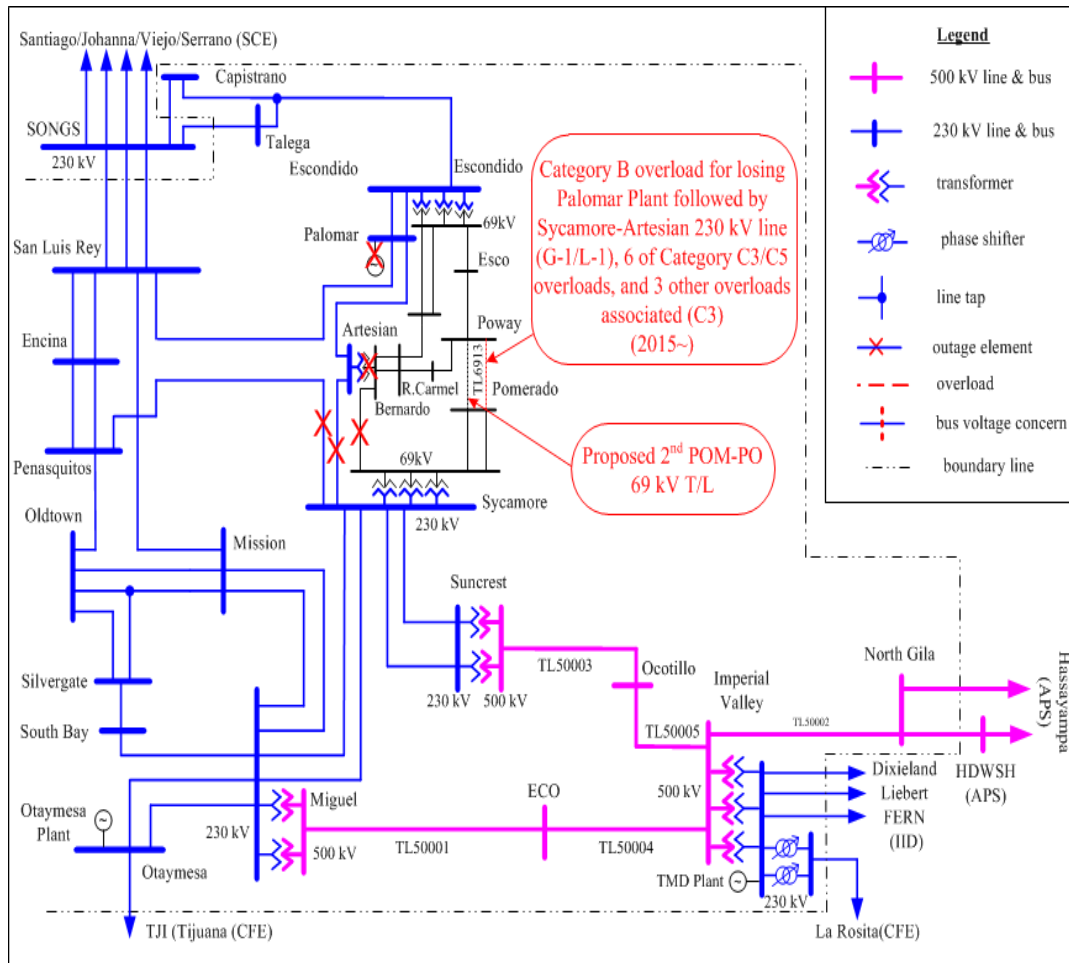 Santiago/Johanna/Viejo/Serrano (SCE)
Capistrano
SONGS
230 kV
Talega
Escondido
Escondido
69kV
Palomar
~
San Luis Rey
Esco
Encina
Artesian
Poway
TL6913
R.Carmel
Pomerado
Bernardo
Penasquitos
69kV
Sycamore
230 kV
Category B overload for losing
Palomar Plant followed by
Sycamore-Artesian 230 kV line
(G-1/L-1), 6 of Category C3/C5
overloads, and 3 other overloads
associated (C3)
(2015~)
Proposed 2nd POM-PO
69 kV T/L
Oldtown
Mission
Suncrest
230 kV
500 kV
TL50003
Ocotillo
TL50005
Imperial
Valley
TL50002
North Gila
Hassayampa
(APS)
HDWSH
(APS)
Silvergate
South Bay
500 kV
Dixieland
Liebert
FERN
(IID)
Otaymesa
Plant
~
Otaymesa
230 kV
Miguel
500 kV
TL50001
ECO
TL50004
TMD Plant
~
230 kV
La Rosita(CFE)
TJI (Tijuana (CFE)
Legend
500 kV line & bus
230 kV line & bus
transformer
phase shifter
line tap
outage element
overload
bus voltage concern
boundary line